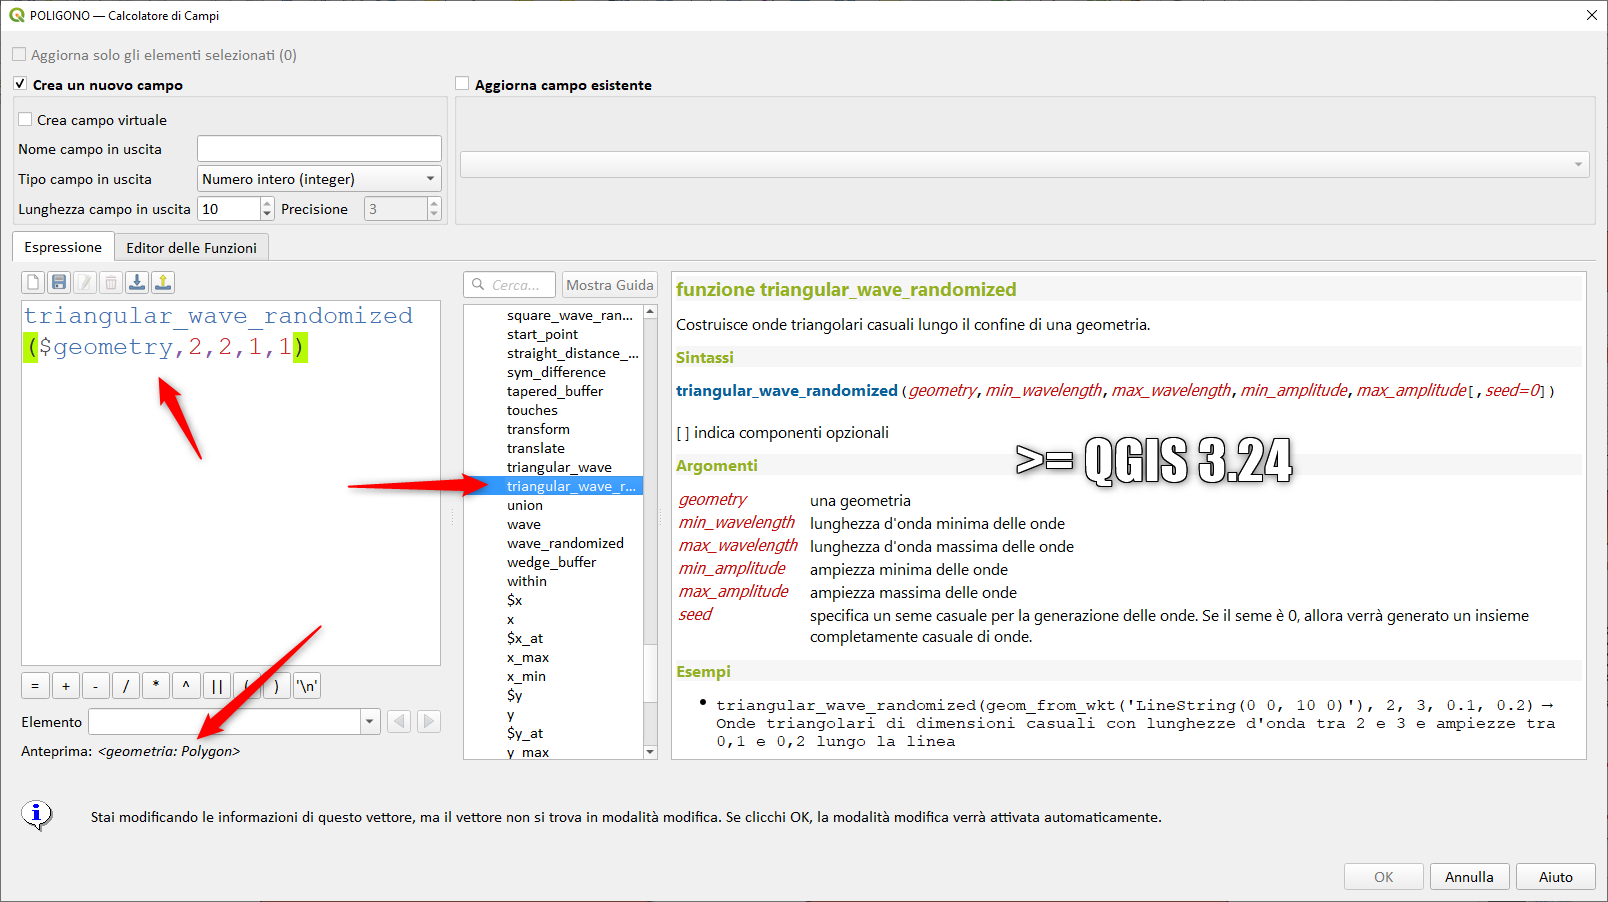 POLIGONO — Calcolatore di Campi
Aggiorna solo gli elementi selezionati (0)
Crea un nuovo campo
Aggiorna campo esistente
Crea campo virtuale
Nome campo in uscita
Tipo campo in uscita
Numero intero (integer)
Lunghezza campo in uscita
10
Precisione
3
Espressione
Editor delle Funzioni
triangular_wave_randomized
($geometry,2,2,1,1)
= + - / * ^ || ( ) '\n'
Elemento
Anteprima: <geometria: Polygon>
Cerca...
Mostra Guida
square_wave_ran...
start_point
straight_distance_...
sym_difference
tapered_buffer
touches
transform
translate
triangular_wave
triangular_wave_r...
union
wave
wave_randomized
wedge_buffer
within
$x
x
$x_at
x_max
x_min
$y
y
$y_at
y_max
funzione triangular_wave_randomized
Costruisce onde triangolari casuali lungo il confine di una geometria.
Sintassi
triangular_wave_randomized(geometry,min_wavelength,max_wavelength,min_amplitude,max_amplitude[,seed=0])
[ ] indica componenti opzionali
>= QGIS 3.24
Argomenti
geometry una geometria
min_wavelength lunghezza d'onda minima delle onde
max_wavelength lunghezza d'onda massima delle onde
min_amplitude ampiezza minima delle onde
max_amplitude ampiezza massima delle onde
seed specifica un seme casuale per la generazione delle onde. Se il seme è 0, allora verrà generato un insieme
completamente casuale di onde.
Esempi
• triangular_wave_randomized(geom_from_wkt('LineString(0 0, 10 0)'), 2, 3, 0.1, 0.2) →
Onde triangolari di dimensioni casuali con lunghezze d'onda tra 2 e 3 e ampiezze tra
0,1 e 0,2 lungo la linea
Stai modificando le informazioni di questo vettore, ma il vettore non si trova in modalità modifica. Se clicchi OK, la modalità modifica verrà attivata automaticamente.
OK
Annulla
Aiuto